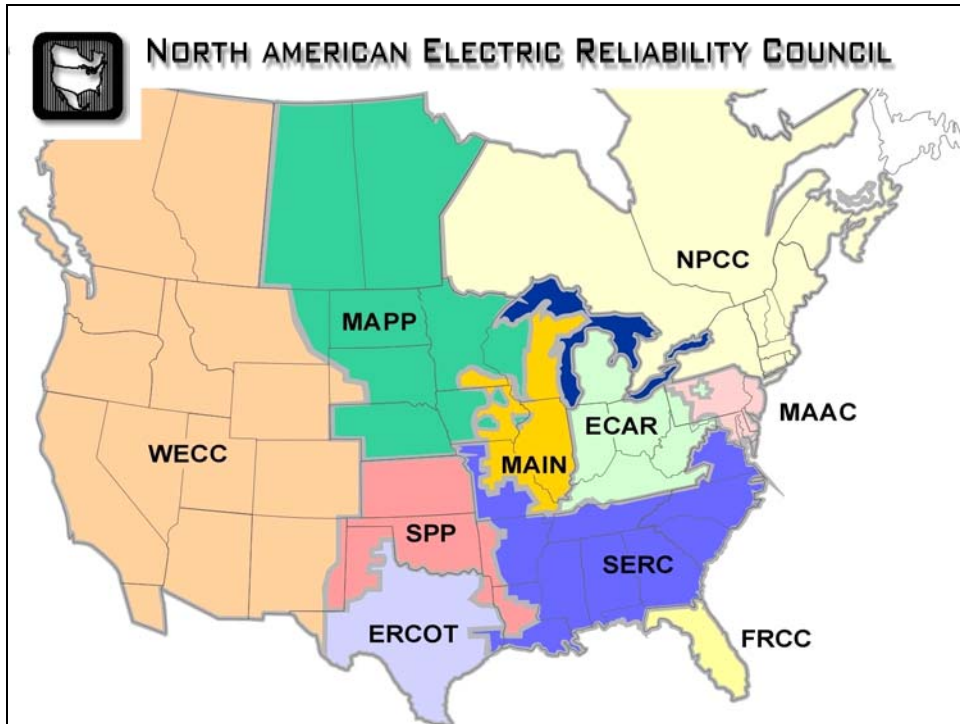 NORTH AMERICAN ELECTRIC RELIABILITY COUNCIL
NPCC
MAPP
MAAC
ECAR
WECC
MAIN
SPP
SERC
ERCOT
FRCC